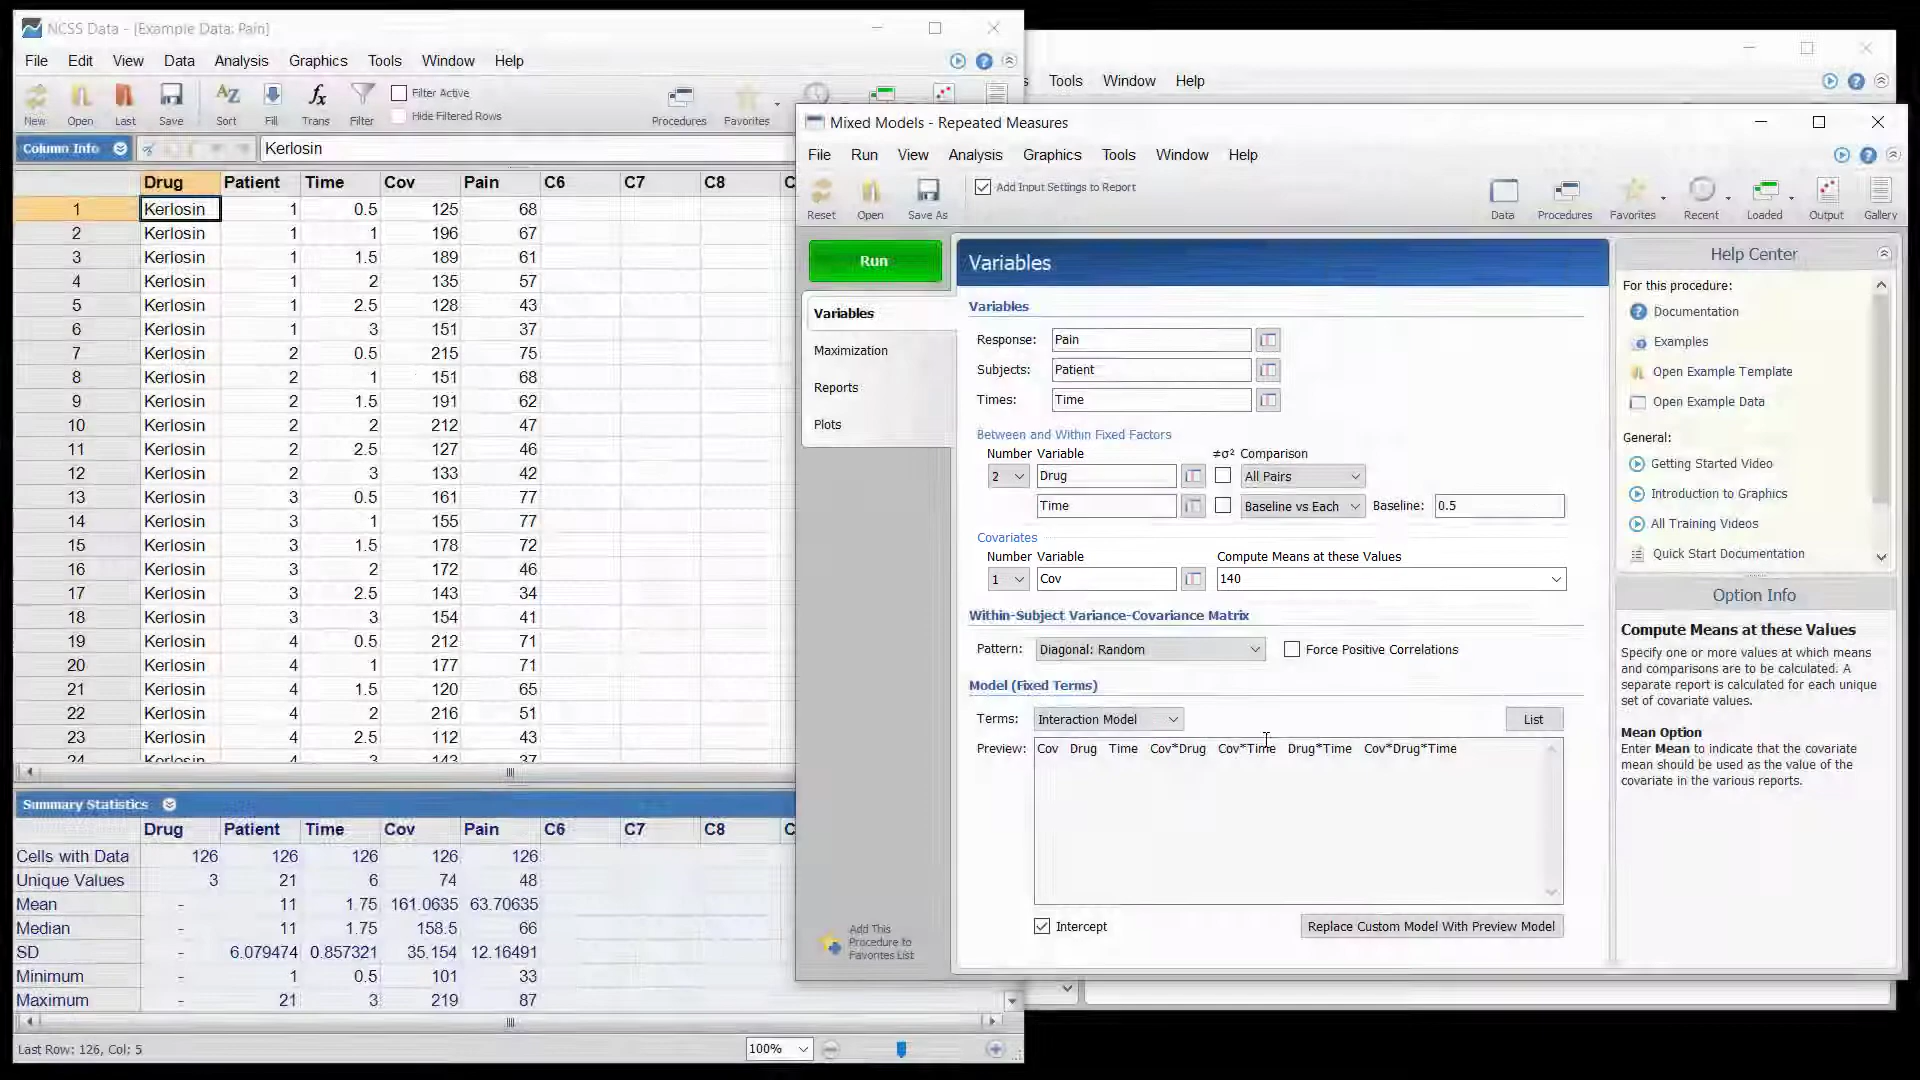 NCSS Data - [Example Data: Pain]
File Edit View Data Analysis Graphics Tools Window Help
New Open Last Save Sort Fill Trans Filter
Filter Active
Hide Filtered Rows
Procedures Favorites
Column Info
Kerlosin
Drug Patient Time Cov Pain C6 C7 C8 C
1 Kerlosin 1 0.5 125 68
2 Kerlosin 1 1 196 67
3 Kerlosin 1 1.5 189 61
4 Kerlosin 1 2 135 57
5 Kerlosin 1 2.5 128 43
6 Kerlosin 1 3 151 37
7 Kerlosin 2 0.5 215 75
8 Kerlosin 2 1 151 68
9 Kerlosin 2 1.5 191 62
10 Kerlosin 2 2 212 47
11 Kerlosin 2 2.5 127 46
12 Kerlosin 2 3 133 42
13 Kerlosin 3 0.5 161 77
14 Kerlosin 3 1 155 77
15 Kerlosin 3 1.5 178 72
16 Kerlosin 3 2 172 46
17 Kerlosin 3 2.5 143 34
18 Kerlosin 3 3 154 41
19 Kerlosin 4 0.5 212 71
20 Kerlosin 4 1 177 71
21 Kerlosin 4 1.5 120 65
22 Kerlosin 4 2 216 51
23 Kerlosin 4 2.5 112 43
24 Kerlosin 4 3 143 37
Summary Statistics
Drug Patient Time Cov Pain C6 C7 C8 C
Cells with Data 126 126 126 126 126
Unique Values 3 21 6 74 48
Mean - 11 1.75 161.0635 63.70635
Median - 11 1.75 158.5 66
SD - 6.079474 0.857321 35.154 12.16491
Minimum - 1 0.5 101 33
Maximum - 21 3 219 87
Last Row: 126, Col: 5
100%
s Tools Window Help
Mixed Models - Repeated Measures
File Run View Analysis Graphics Tools Window Help
Reset Open Save As
Add Input Settings to Report
Data Procedures Favorites Recent Loaded Output Gallery
Run
Variables
Maximization
Reports
Plots
Add This
Procedure to
Favorites List
Variables
Variables
Response: Pain
Subjects: Patient
Times: Time
Between and Within Fixed Factors
Number Variable ≠σ² Comparison
2 Drug All Pairs
Time Baseline vs Each Baseline: 0.5
Covariates
Number Variable Compute Means at these Values
1 Cov 140
Within-Subject Variance-Covariance Matrix
Pattern: Diagonal: Random Force Positive Correlations
Model (Fixed Terms)
Terms: Interaction Model List
Preview: Cov Drug Time Cov*Drug Cov*Time Drug*Time Cov*Drug*Time
Intercept Replace Custom Model With Preview Model
Help Center
For this procedure:
Documentation
Examples
Open Example Template
Open Example Data
General:
Getting Started Video
Introduction to Graphics
All Training Videos
Quick Start Documentation
Option Info
Compute Means at these Values
Specify one or more values at which means
and comparisons are to be calculated. A
separate report is calculated for each unique
set of covariate values.
Mean Option
Enter Mean to indicate that the covariate
mean should be used as the value of the
covariate in the various reports.